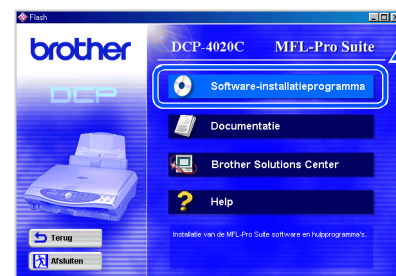 Flash
brother
DCP-4020C MFL-Pro Suite
DCP
Software-installatieprogramma
Documentatie
Brother Solutions Center
Help
Installatie van de MFL-Pro Suite software en hulpprogramma's.
Terug
Afsluiten